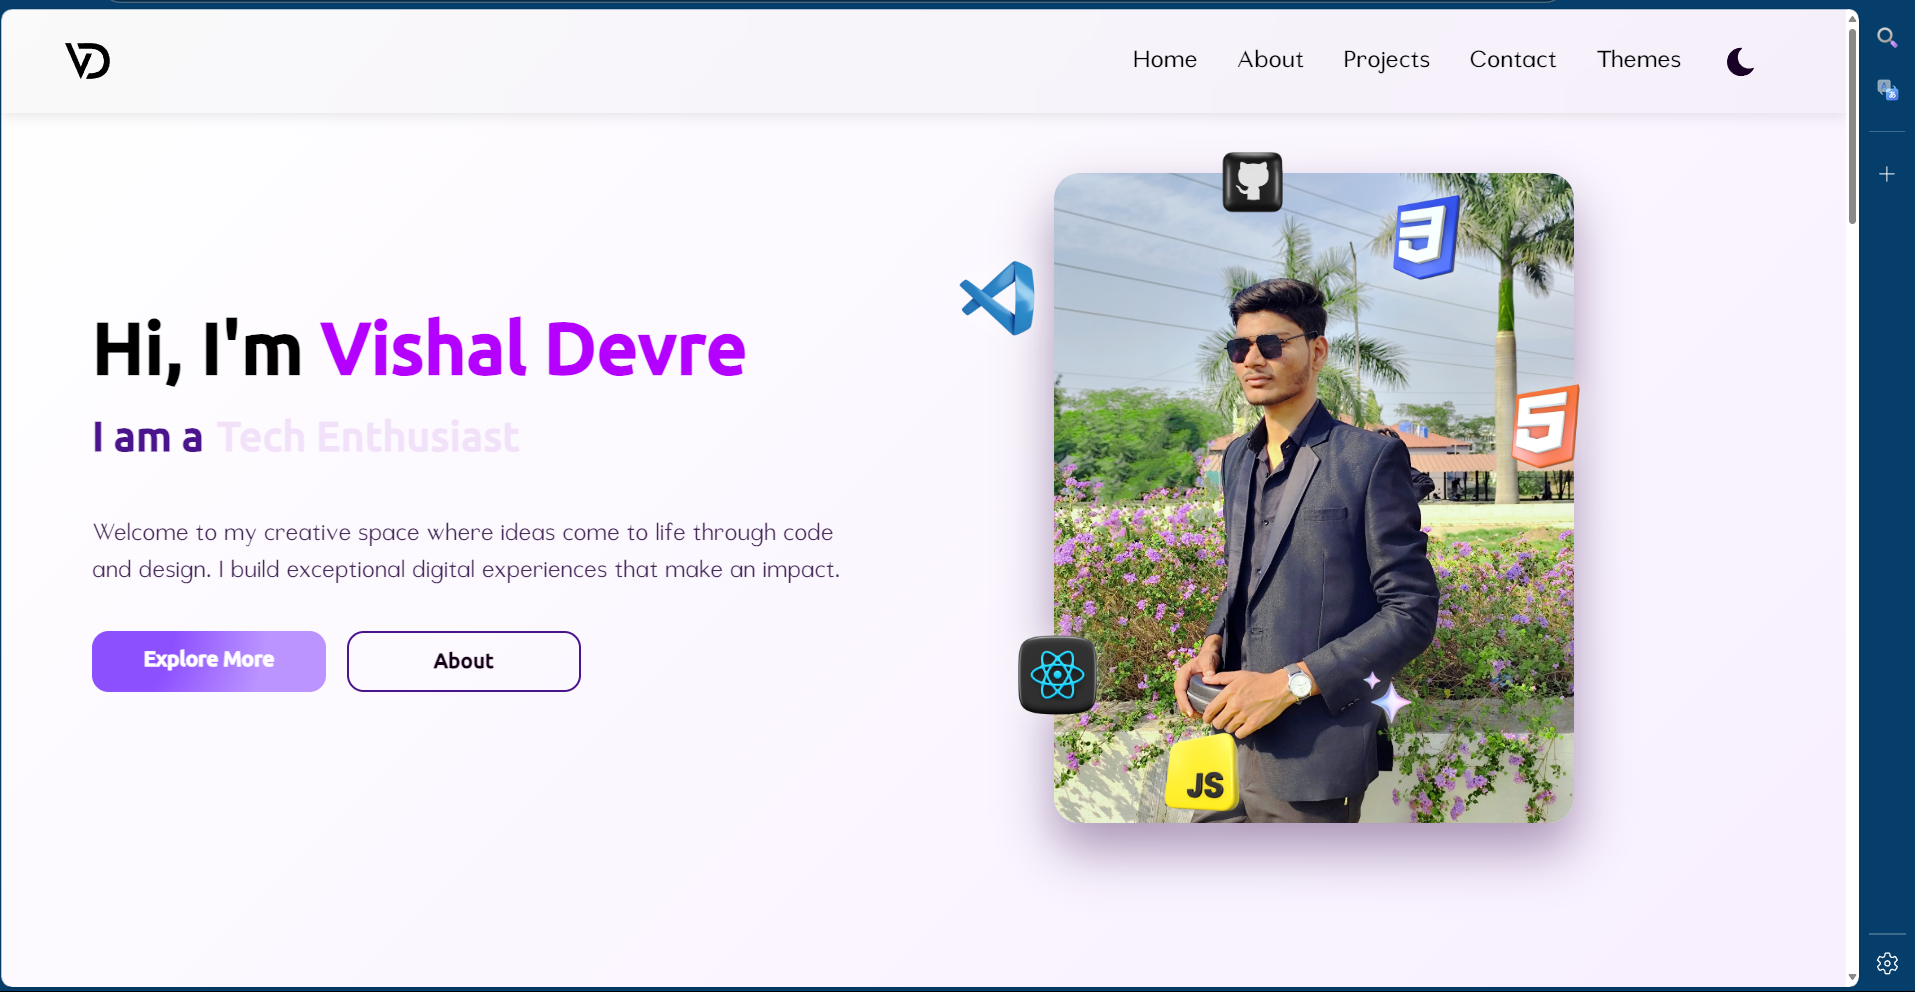 VD
Home About Projects Contact Themes
Hi, I'm Vishal Devre
I am a Tech Enthusiast
Welcome to my creative space where ideas come to life through code
and design. I build exceptional digital experiences that make an impact.
Explore More About
3
5
JS